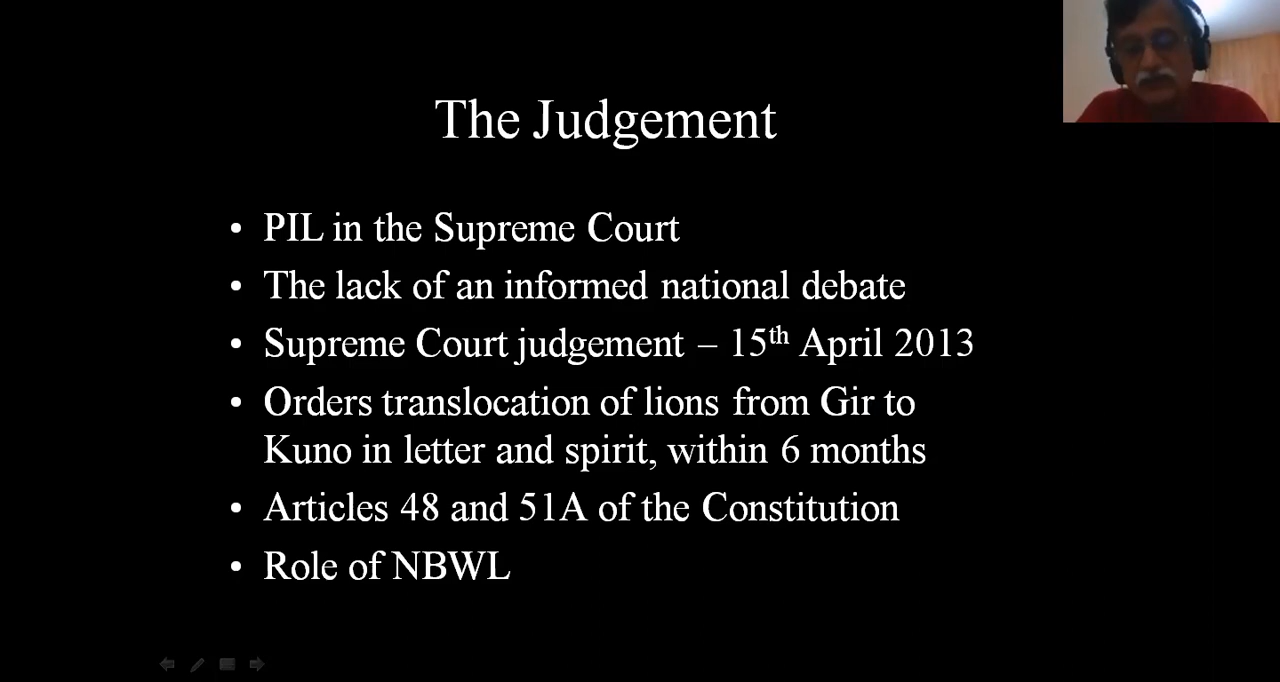 The Judgement
• PIL in the Supreme Court
• The lack of an informed national debate
• Supreme Court judgement – 15th April 2013
• Orders translocation of lions from Gir to
Kuno in letter and spirit, within 6 months
• Articles 48 and 51A of the Constitution
• Role of NBWL